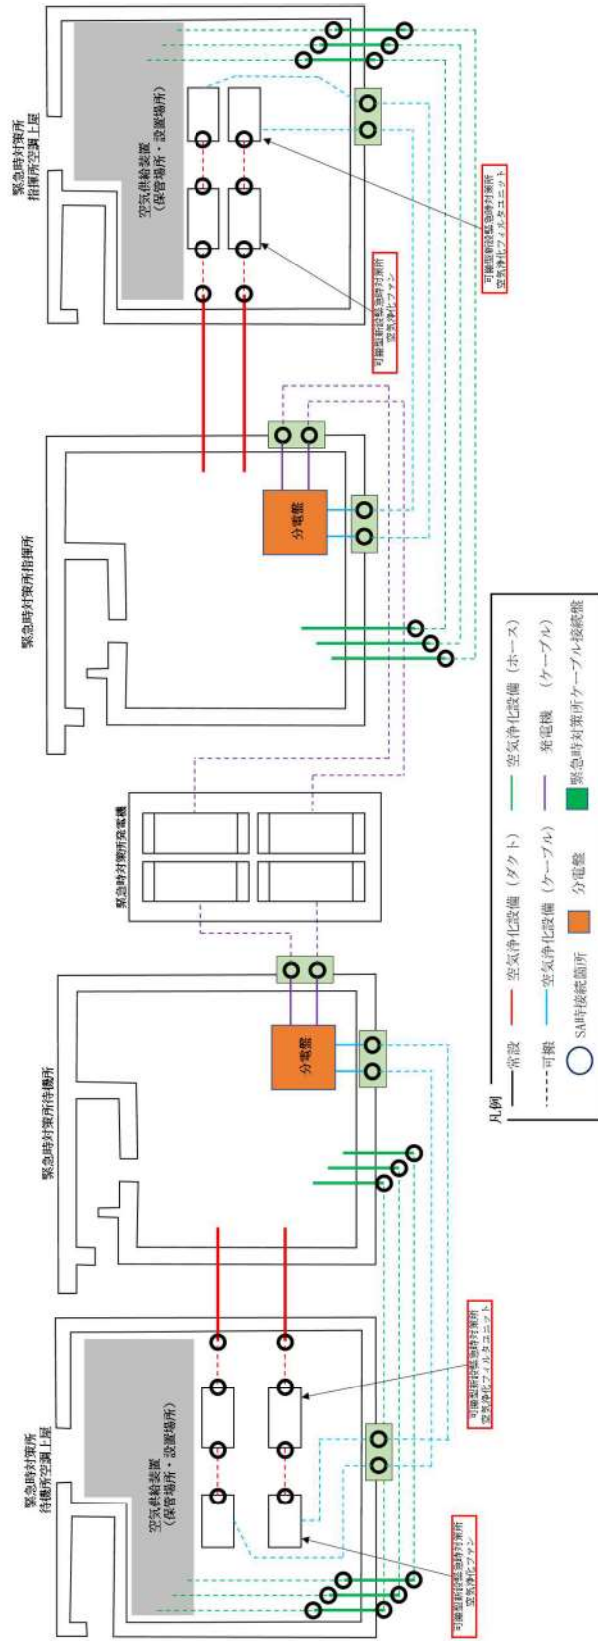 緊急時対策所
待機所空調上屋
空気供給装置
（保管場所・設置場所）
可搬型新設緊急時対策所
空気浄化ファン
可搬型新設緊急時対策所
空気浄化フィルタユニット
緊急時対策所待機所
分電盤
緊急時対策所発電機
緊急時対策所指揮所
分電盤
緊急時対策所
指揮所空調上屋
空気供給装置
（保管場所・設置場所）
可搬型新設緊急時対策所
空気浄化ファン
可搬型新設緊急時対策所
空気浄化フィルタユニット
凡例
常設 空気浄化設備（ダクト） 空気浄化設備（ホース）
可搬 空気浄化設備（ケーブル） 発電機 （ケーブル）
SA時接続箇所 分電盤 緊急時対策所ケーブル接続盤